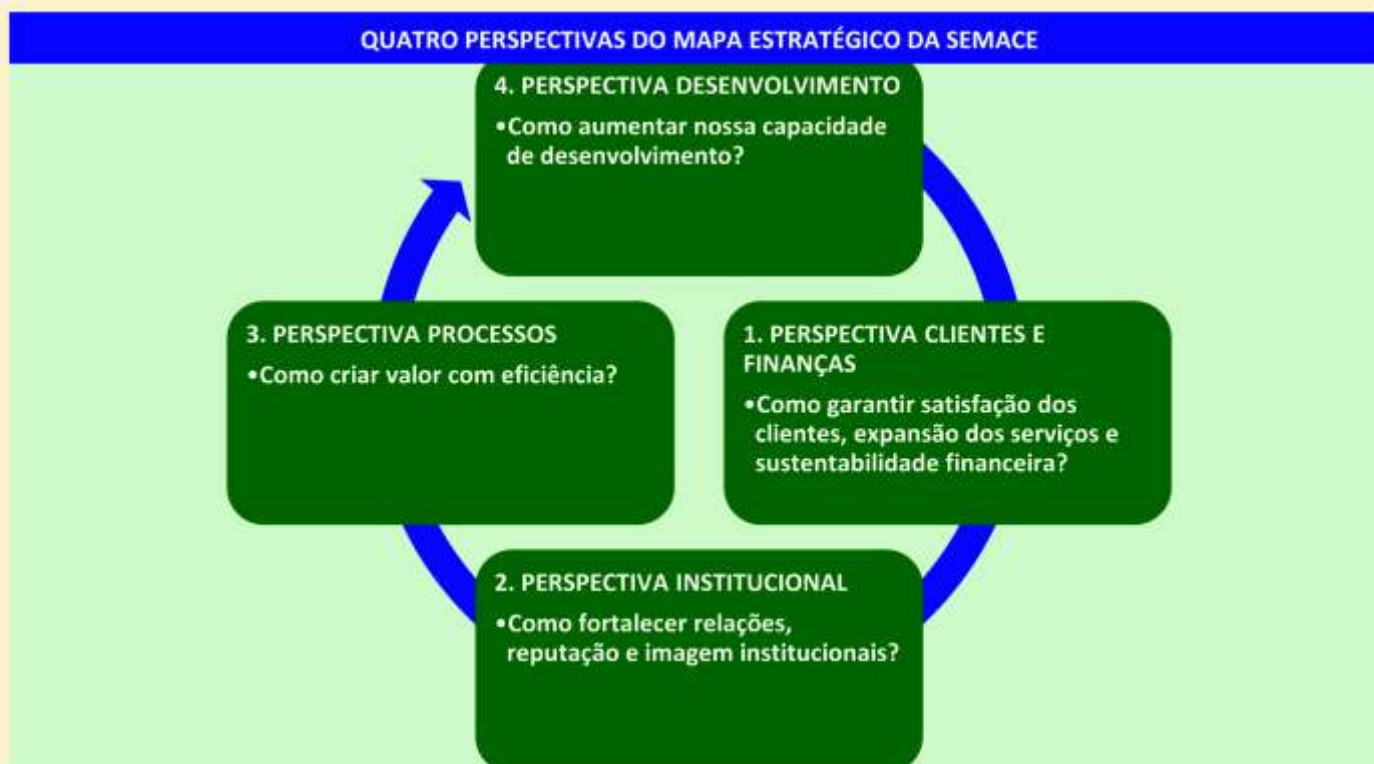 QUATRO PERSPECTIVAS DO MAPA ESTRATÉGICO DA SEMACE
4. PERSPECTIVA DESENVOLVIMENTO
•Como aumentar nossa capacidade
de desenvolvimento?
3. PERSPECTIVA PROCESSOS
•Como criar valor com eficiência?
1. PERSPECTIVA CLIENTES E
FINANÇAS
•Como garantir satisfação dos
clientes, expansão dos serviços e
sustentabilidade financeira?
2. PERSPECTIVA INSTITUCIONAL
•Como fortalecer relações,
reputação e imagem institucionais?